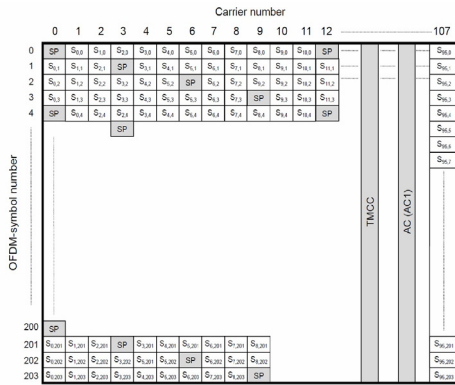 Carrier number
0 1 2 3 4 5 6 7 8 9 10 11 12 107
0 SP S0,0 S1,0 S2,0 S3,0 S4,0 S5,0 S6,0 S7,0 S8,0 S9,0 S10,0 SP S95,0
1 S0,1 S1,1 S2,1 SP S3,1 S4,1 S5,1 S6,1 S7,1 S8,1 S9,1 S10,1 S11,1 S95,1
2 S0,2 S1,2 S2,2 S3,2 S4,2 S5,2 SP S6,2 S7,2 S8,2 S9,2 S10,2 S11,2 S95,2
3 S0,3 S1,3 S2,3 S3,3 S4,3 S5,3 S6,3 S7,3 S8,3 SP S9,3 S10,3 S11,3 S95,3
4 SP S0,4 S1,4 S2,4 S3,4 S4,4 S5,4 S6,4 S7,4 S8,4 S9,4 S10,4 SP S95,4
SP S95,5
S95,6
S95,7
OFDM-symbol number
TMCC
AC (AC1)
200 SP
201 S0,201 S1,201 S2,201 SP S3,201 S4,201 S5,201 S6,201 S7,201 S8,201 S95,201
202 S0,202 S1,202 S2,202 S3,202 S4,202 S5,202 SP S6,202 S7,202 S8,202 S95,202
203 S0,203 S1,203 S2,203 S3,203 S4,203 S5,203 S6,203 S7,203 S8,203 SP S95,203